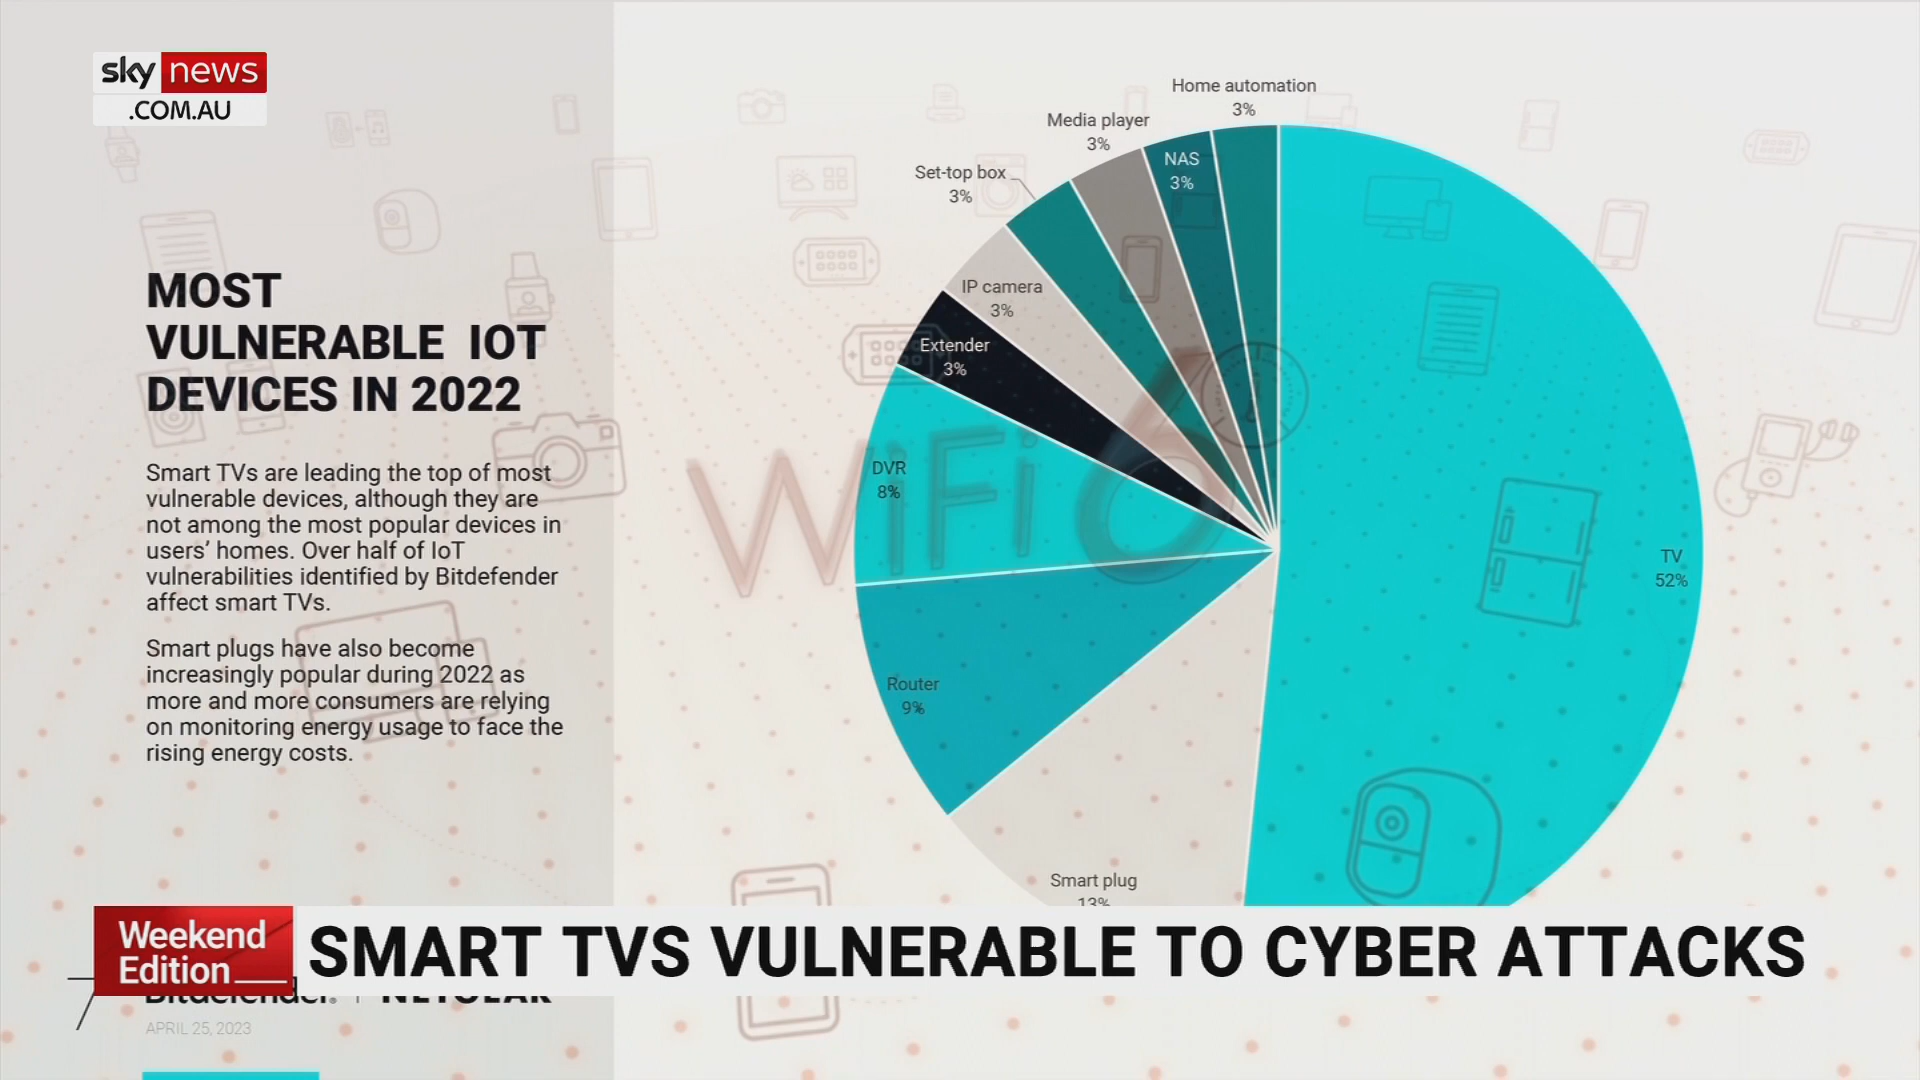 sky news
.COM.AU
MOST
VULNERABLE IOT
DEVICES IN 2022
Smart TVs are leading the top of most
vulnerable devices, although they are
not among the most popular devices in
users' homes. Over half of IoT
vulnerabilities identified by Bitdefender
affect smart TVs.
Smart plugs have also become
increasingly popular during 2022 as
more and more consumers are relying
on monitoring energy usage to face the
rising energy costs.
Home automation
3%
Media player
3%
NAS
3%
Set-top box
3%
IP camera
3%
Extender
3%
DVR
8%
WiFi 6
TV
52%
Router
9%
Smart plug
13%
Weekend
Edition
SMART TVS VULNERABLE TO CYBER ATTACKS
Bitdefender | NETGEAR
APRIL 25, 2023